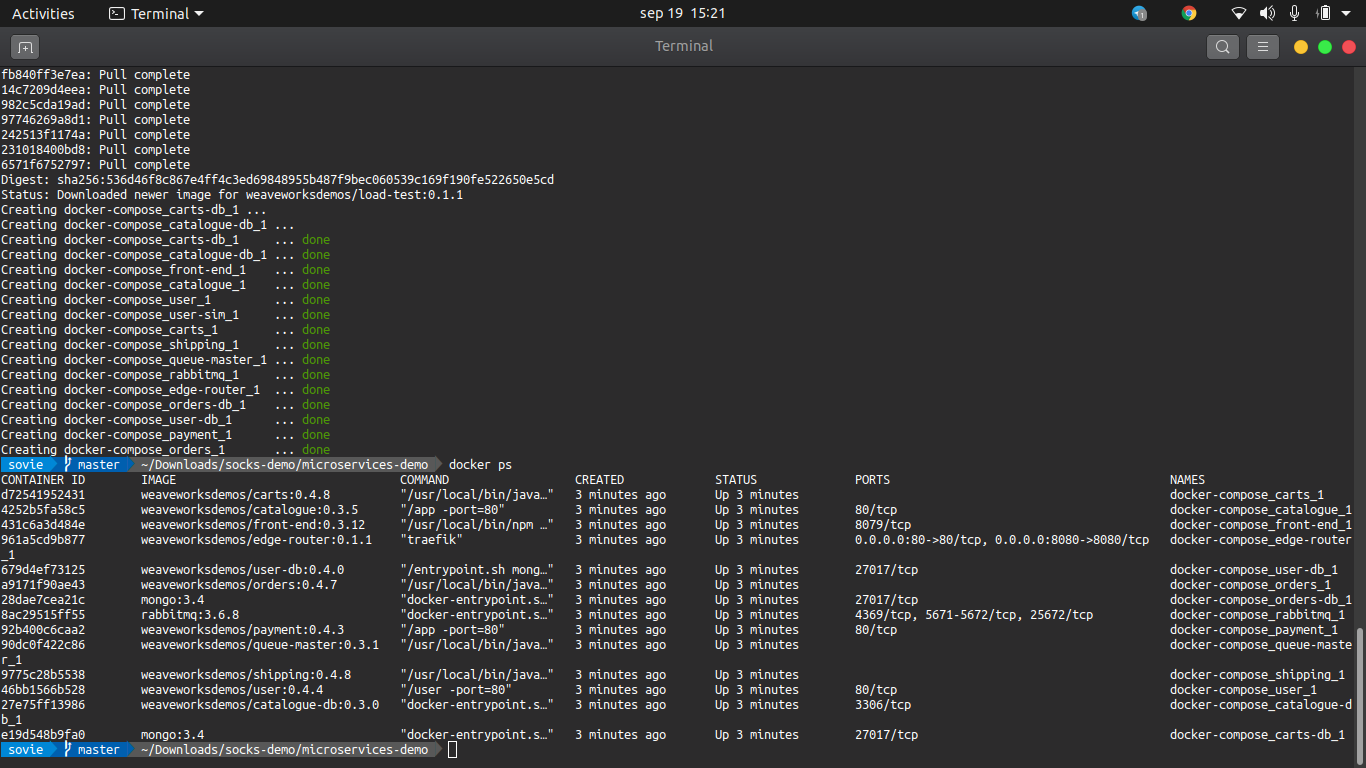 Activities Terminal sep 19 15:21
Terminal
fb840ff3e7ea: Pull complete
14c7209d4eea: Pull complete
982c5cda19ad: Pull complete
97746269a8d1: Pull complete
242513f1174a: Pull complete
231018400bd8: Pull complete
6571f6752797: Pull complete
Digest: sha256:536d46f8c867e4ff4c3ed69848955b487f9bec060539c169f190fe522650e5cd
Status: Downloaded newer image for weaveworksdemos/load-test:0.1.1
Creating docker-compose_carts-db_1 ...
Creating docker-compose_catalogue-db_1 ...
Creating docker-compose_carts-db_1     ... done
Creating docker-compose_catalogue-db_1 ... done
Creating docker-compose_front-end_1    ... done
Creating docker-compose_catalogue_1    ... done
Creating docker-compose_user_1         ... done
Creating docker-compose_user-sim_1     ... done
Creating docker-compose_carts_1        ... done
Creating docker-compose_shipping_1     ... done
Creating docker-compose_queue-master_1 ... done
Creating docker-compose_rabbitmq_1     ... done
Creating docker-compose_edge-router_1  ... done
Creating docker-compose_orders-db_1    ... done
Creating docker-compose_user-db_1      ... done
Creating docker-compose_payment_1      ... done
Creating docker-compose_orders_1       ... done
sovie master ~/Downloads/socks-demo/microservices-demo docker ps
CONTAINER ID IMAGE COMMAND CREATED STATUS PORTS NAMES
d72541952431 weaveworksdemos/carts:0.4.8 "/usr/local/bin/java…" 3 minutes ago Up 3 minutes docker-compose_carts_1
4252b5fa58c5 weaveworksdemos/catalogue:0.3.5 "/app -port=80" 3 minutes ago Up 3 minutes 80/tcp docker-compose_catalogue_1
431c6a3d484e weaveworksdemos/front-end:0.3.12 "/usr/local/bin/npm …" 3 minutes ago Up 3 minutes 8079/tcp docker-compose_front-end_1
961a5cd9b877 weaveworksdemos/edge-router:0.1.1 "traefik" 3 minutes ago Up 3 minutes 0.0.0.0:80->80/tcp, 0.0.0.0:8080->8080/tcp docker-compose_edge-router
_1
679d4ef73125 weaveworksdemos/user-db:0.4.0 "/entrypoint.sh mong…" 3 minutes ago Up 3 minutes 27017/tcp docker-compose_user-db_1
a9171f90ae43 weaveworksdemos/orders:0.4.7 "/usr/local/bin/java…" 3 minutes ago Up 3 minutes docker-compose_orders_1
28dae7cea21c mongo:3.4 "docker-entrypoint.s…" 3 minutes ago Up 3 minutes 27017/tcp docker-compose_orders-db_1
8ac29515ff55 rabbitmq:3.6.8 "docker-entrypoint.s…" 3 minutes ago Up 3 minutes 4369/tcp, 5671-5672/tcp, 25672/tcp docker-compose_rabbitmq_1
92b400c6caa2 weaveworksdemos/payment:0.4.3 "/app -port=80" 3 minutes ago Up 3 minutes 80/tcp docker-compose_payment_1
90dc0f422c86 weaveworksdemos/queue-master:0.3.1 "/usr/local/bin/java…" 3 minutes ago Up 3 minutes docker-compose_queue-maste
r_1
9775c28b5538 weaveworksdemos/shipping:0.4.8 "/usr/local/bin/java…" 3 minutes ago Up 3 minutes docker-compose_shipping_1
46bb1566b528 weaveworksdemos/user:0.4.4 "/user -port=80" 3 minutes ago Up 3 minutes 80/tcp docker-compose_user_1
27e75ff13986 weaveworksdemos/catalogue-db:0.3.0 "docker-entrypoint.s…" 3 minutes ago Up 3 minutes 3306/tcp docker-compose_catalogue-d
b_1
e19d548b9fa0 mongo:3.4 "docker-entrypoint.s…" 3 minutes ago Up 3 minutes 27017/tcp docker-compose_carts-db_1
sovie master ~/Downloads/socks-demo/microservices-demo